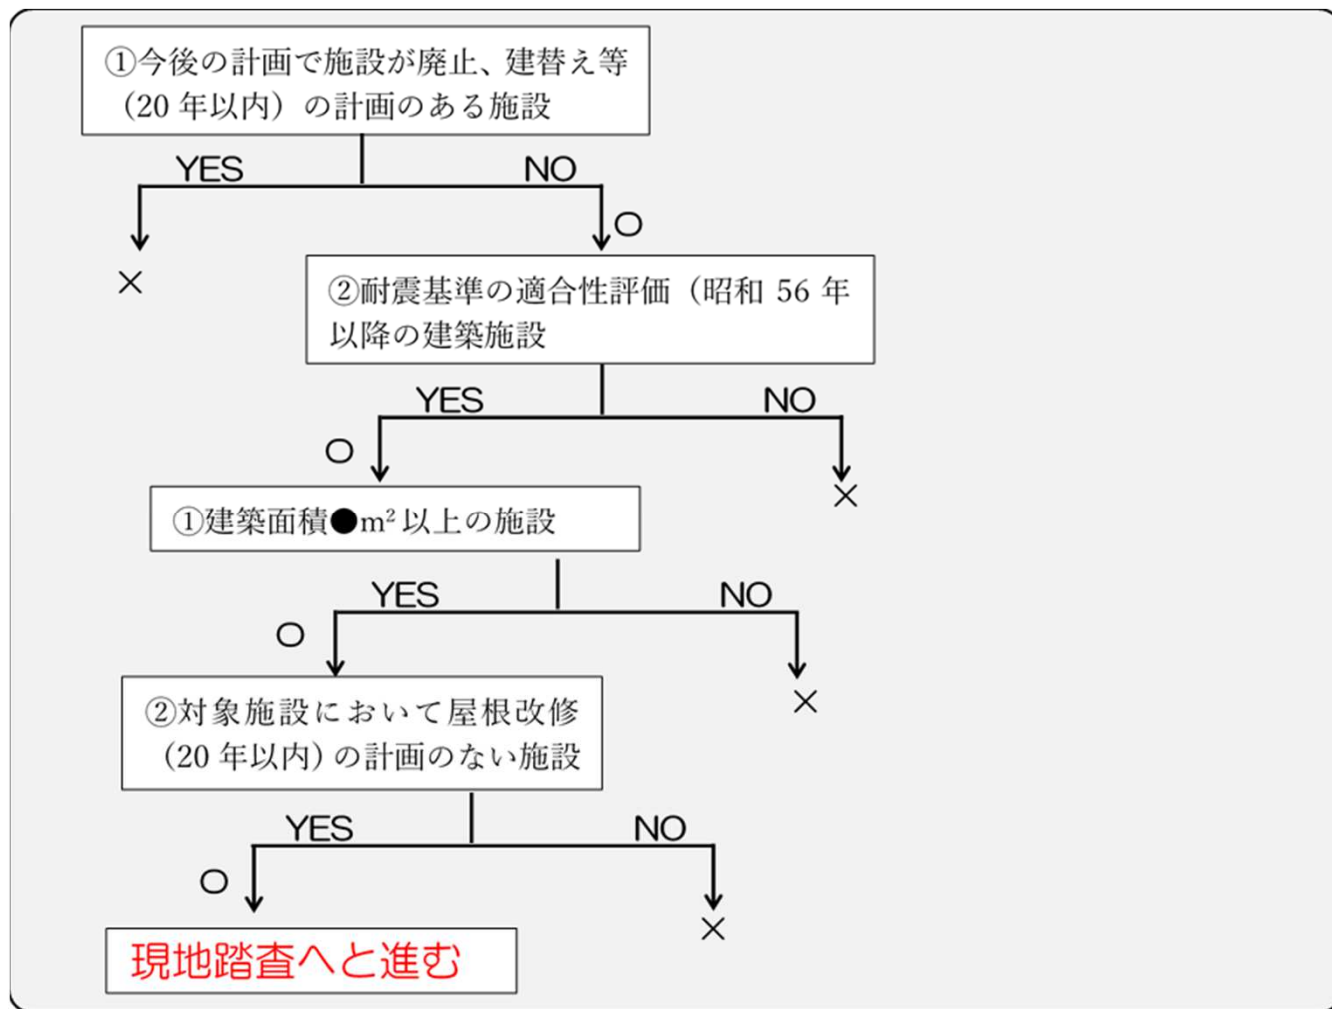 ①今後の計画で施設が廃止、建替え等
（20 年以内）の計画のある施設
YES
NO
○
×
②耐震基準の適合性評価（昭和 56 年
以降の建築施設
YES
NO
○
×
①建築面積●m²以上の施設
YES
NO
○
×
②対象施設において屋根改修
（20 年以内）の計画のない施設
YES
NO
○
×
現地踏査へと進む